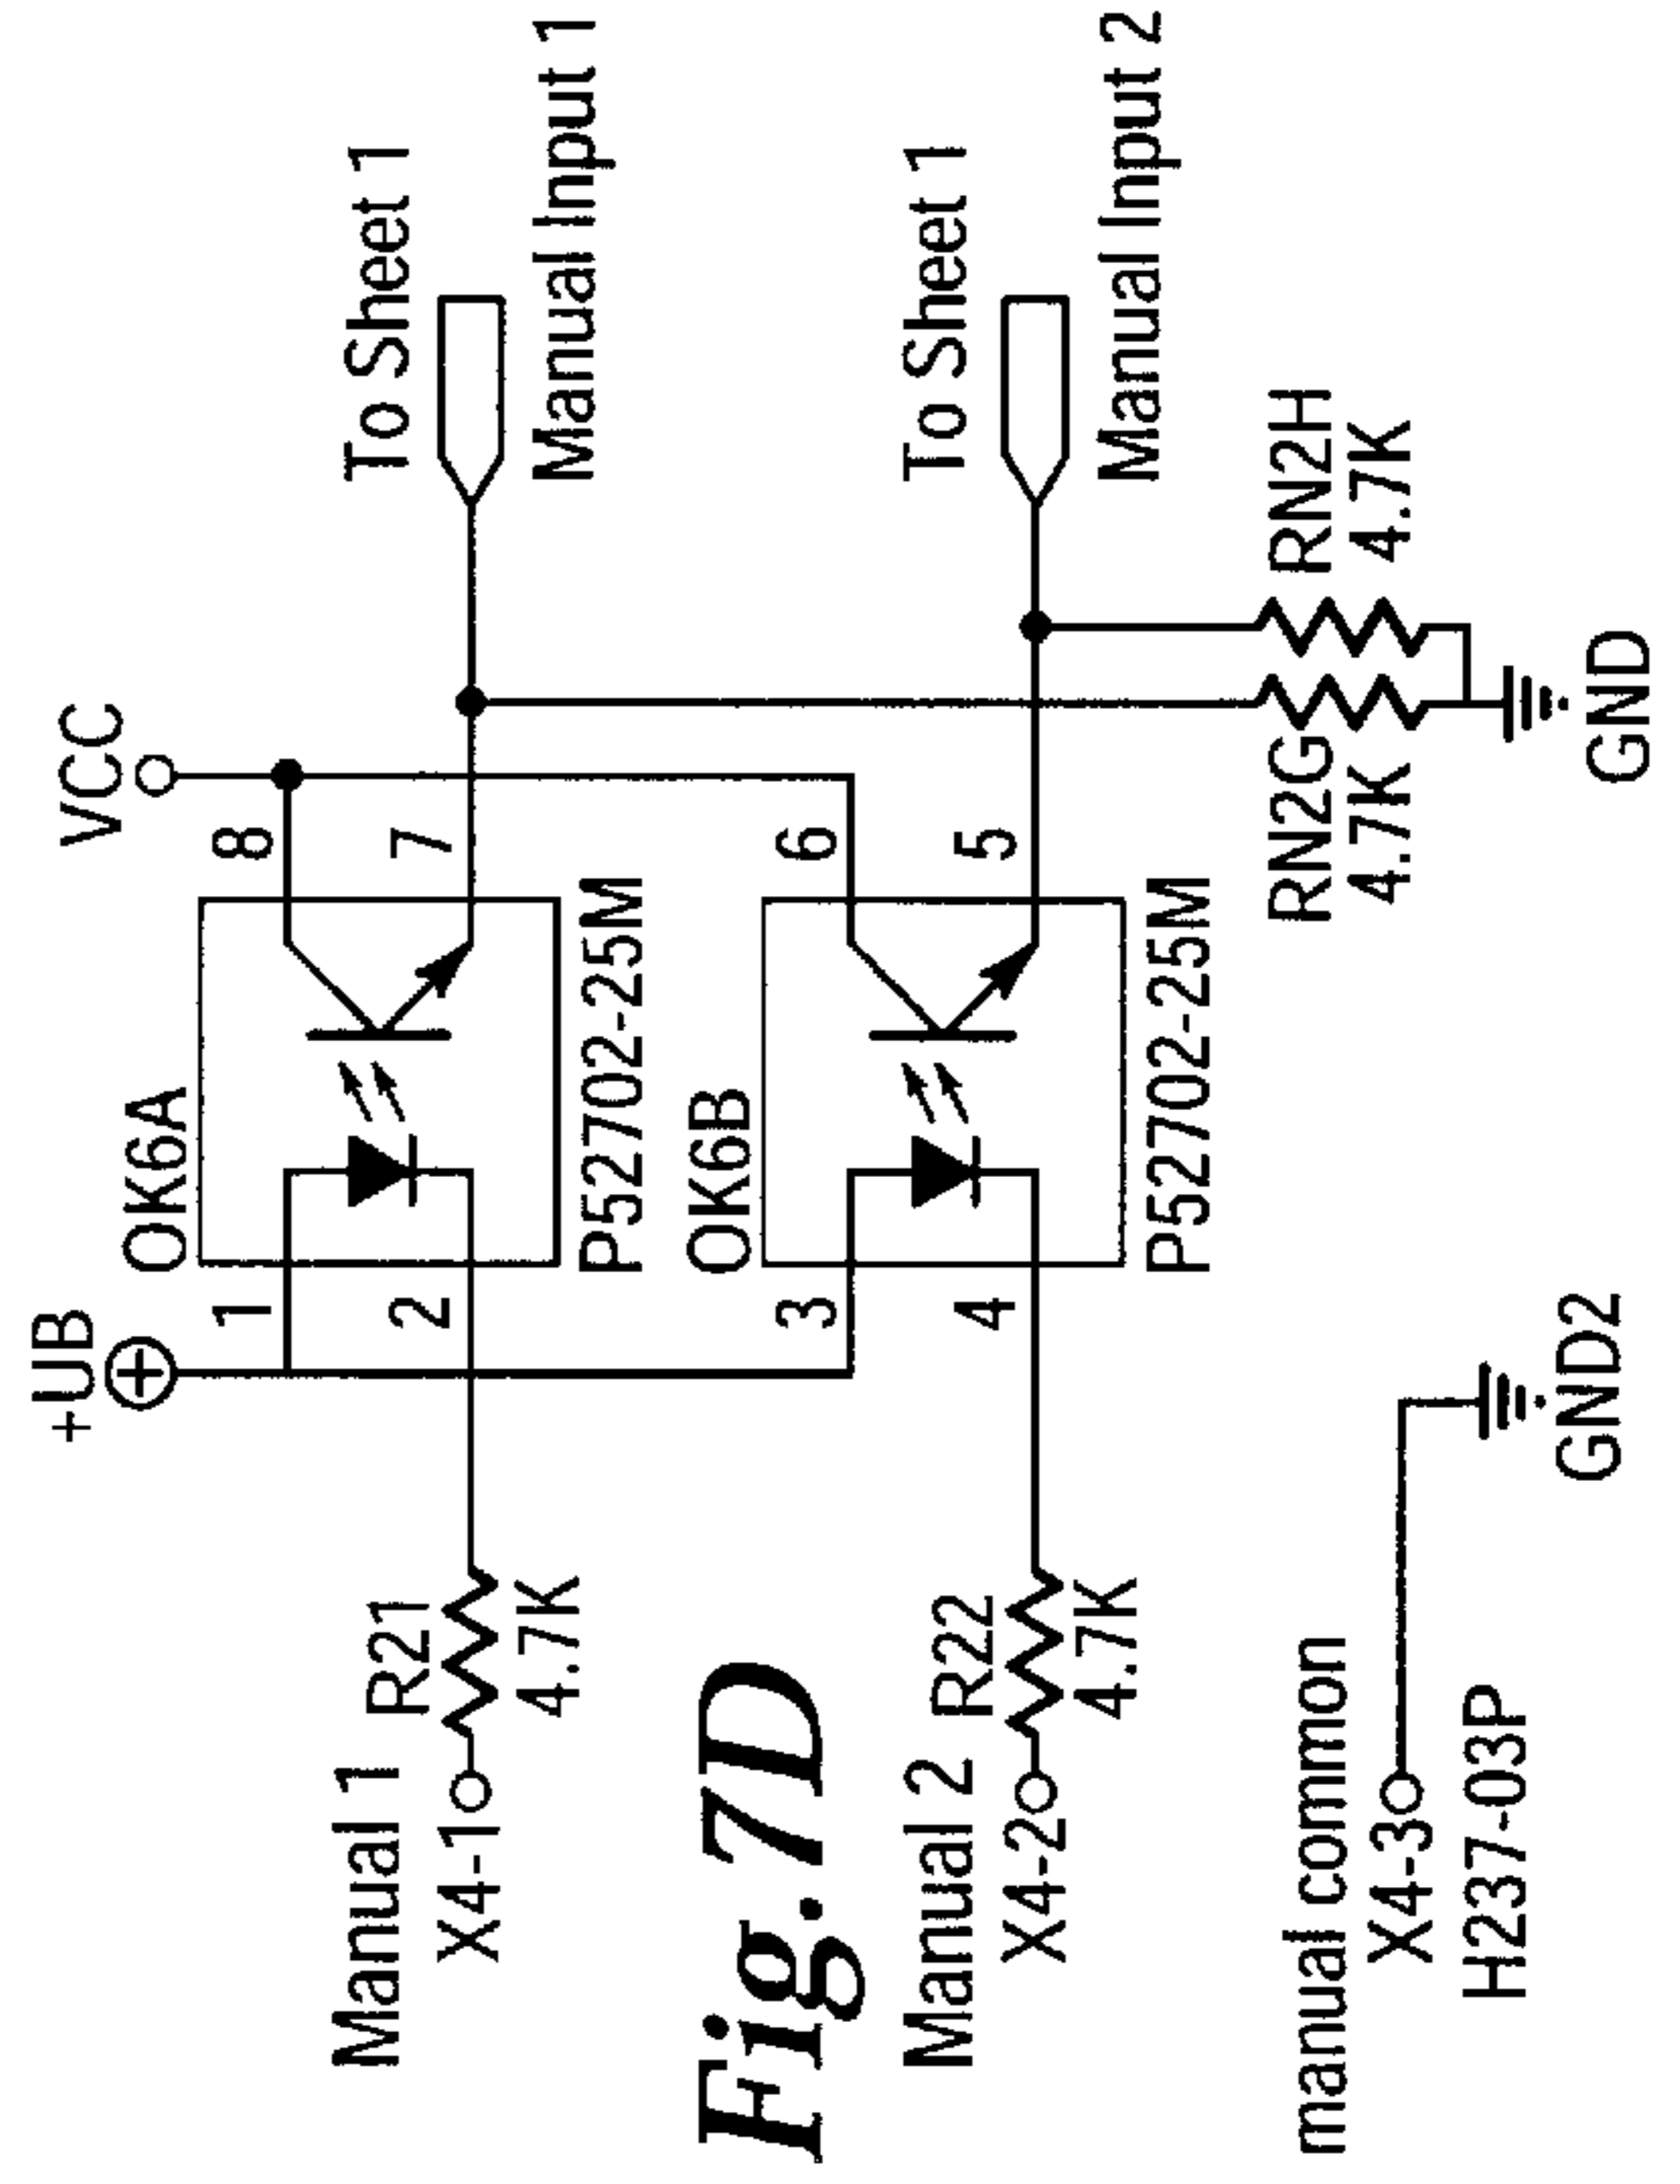 +UB
VCC
OK6A
1
8
To Sheet 1
Manual 1
R21
2
7
X4-1
4.7K
Manual Input 1
P52702-25M
Fig. 7D
OK6B
3
6
To Sheet 1
Manual 2
R22
4
5
X4-2
4.7K
Manual Input 2
P52702-25M
manual common
X4-3
H237-03P
GND2
RN2G
4.7K
RN2H
4.7K
GND